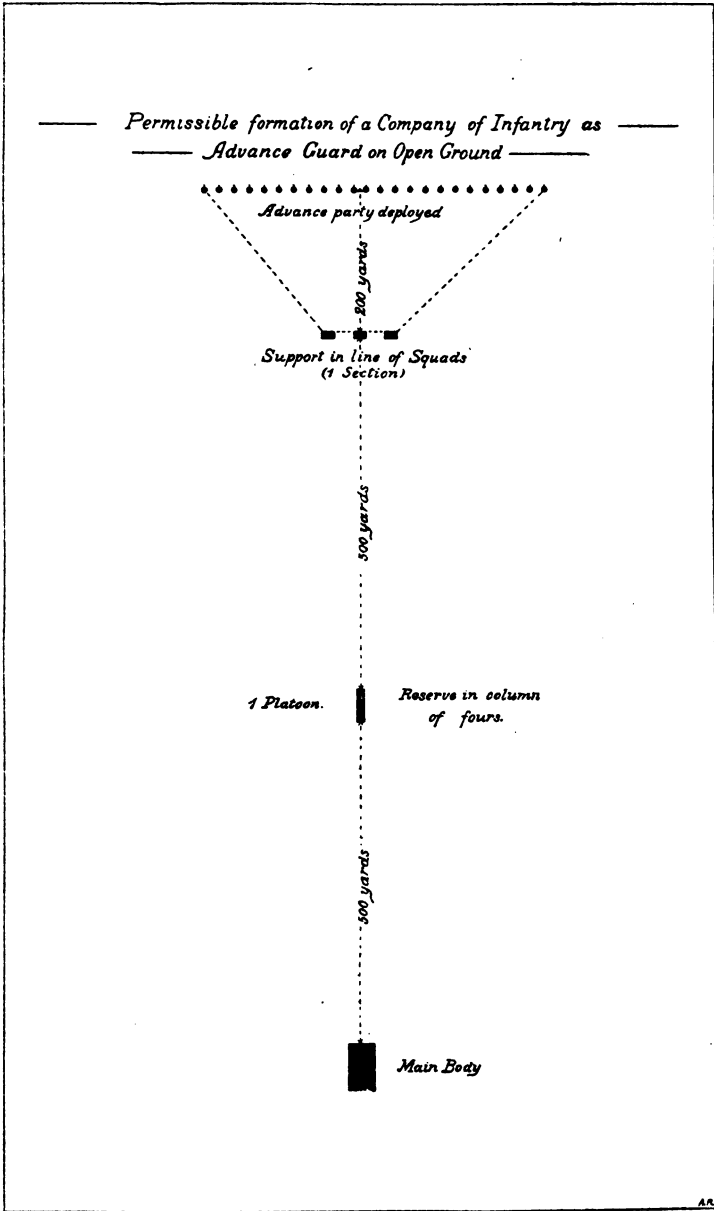 Permissible formation of a Company of Infantry as
Advance Guard on Open Ground
Advance party deployed
200 yards
Support in line of Squads
(1 Section)
500 yards
1 Platoon.
Reserve in column
of fours.
500 yards
Main Body